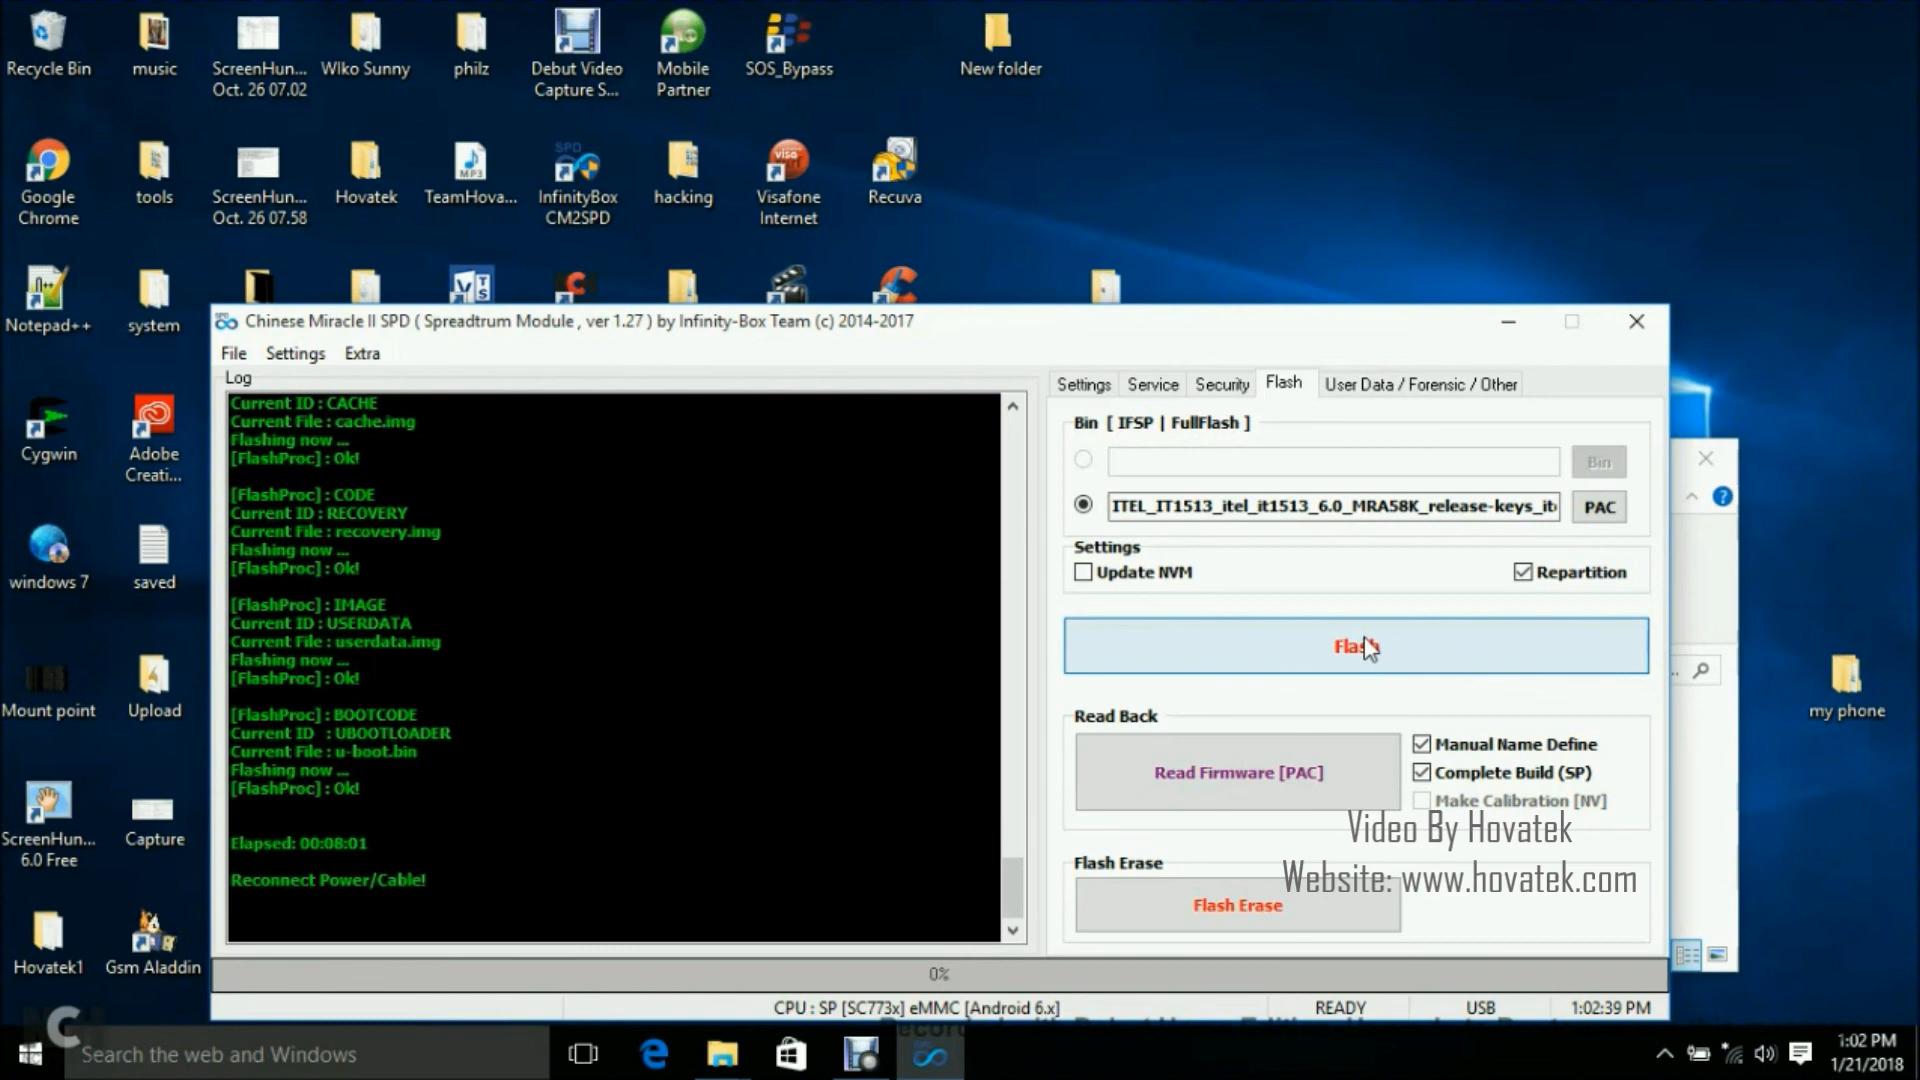 Recycle Bin
music
ScreenHun...
Oct. 26 07.02
Wlko Sunny
philz
Debut Video
Capture S...
Mobile
Partner
SOS_Bypass
New folder
Google
Chrome
tools
ScreenHun...
Oct. 26 07.58
Hovatek
TeamHova...
InfinityBox
CM2SPD
hacking
Visafone
Internet
Recuva
Notepad++
system
Chinese Miracle II SPD ( Spreadtrum Module , ver 1.27 ) by Infinity-Box Team (c) 2014-2017
File Settings Extra
Log
Current ID : CACHE
Current File : cache.img
Flashing now ...
[FlashProc] : Ok!
[FlashProc] : CODE
Current ID : RECOVERY
Current File : recovery.img
Flashing now ...
[FlashProc] : Ok!
[FlashProc] : IMAGE
Current ID : USERDATA
Current File : userdata.img
Flashing now ...
[FlashProc] : Ok!
[FlashProc] : BOOTCODE
Current ID : UBOOTLOADER
Current File : u-boot.bin
Flashing now ...
[FlashProc] : Ok!
Elapsed: 00:08:01
Reconnect Power/Cable!
Settings Service Security Flash User Data / Forensic / Other
Bin [ IFSP | FullFlash ]
Bin
ITEL_IT1513_itel_it1513_6.0_MRA58K_release-keys_it
PAC
Settings
Update NVM
Repartition
Flash
Read Back
Read Firmware [PAC]
Manual Name Define
Complete Build (SP)
Make Calibration [NV]
Video By Hovatek
Website: www.hovatek.com
Flash Erase
Flash Erase
0%
CPU : SP [SC773x] eMMC [Android 6.x]
READY
USB
1:02:39 PM
Cygwin
Adobe
Creati...
windows 7
saved
Mount point
Upload
ScreenHun...
6.0 Free
Capture
Hovatek1
Gsm Aladdin
my phone
Search the web and Windows
1:02 PM
1/21/2018